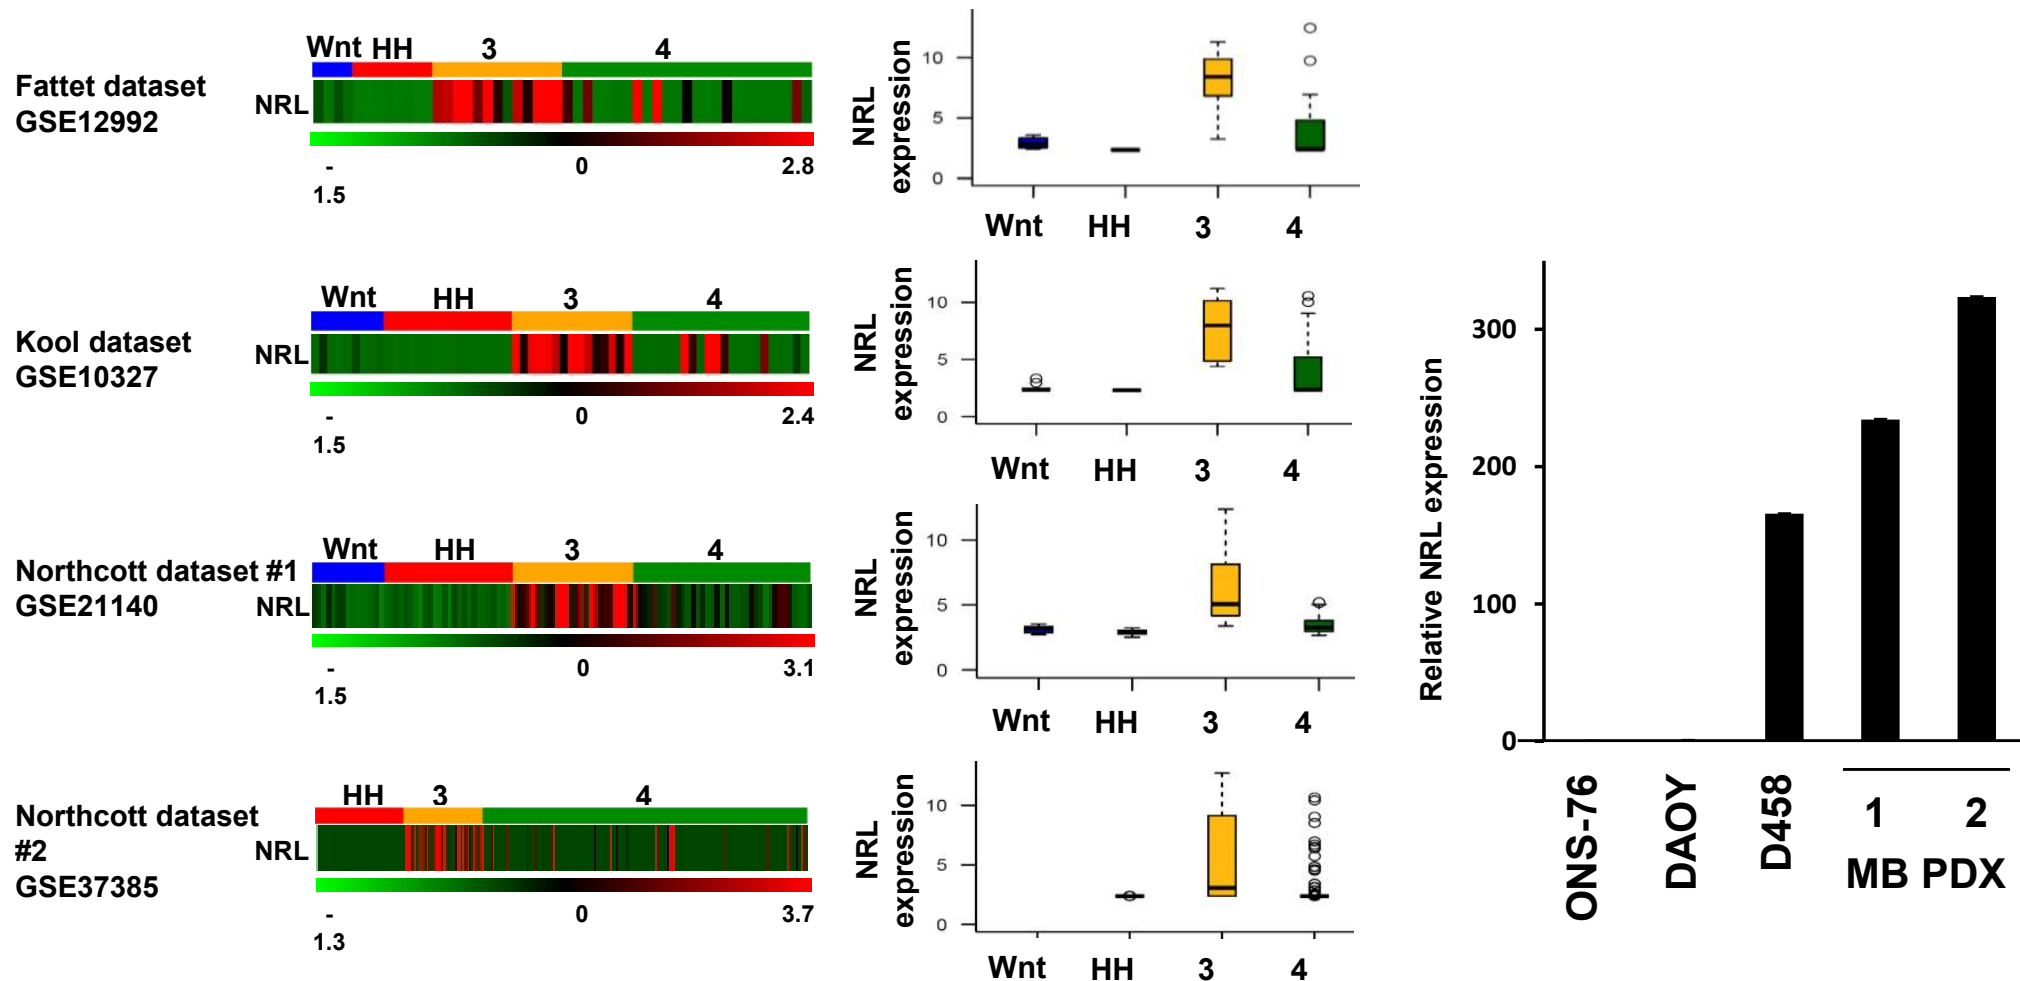 Fattet dataset
GSE12992
Wnt HH 3 4
NRL
-
1.5
0
2.8
NRL
expression
10
5
0
Wnt HH 3 4
Kool dataset
GSE10327
Wnt HH 3 4
NRL
-
1.5
0
2.4
NRL
expression
10
5
0
Wnt HH 3 4
Northcott dataset #1
GSE21140
Wnt HH 3 4
NRL
-
1.5
0
3.1
NRL
expression
10
5
0
Wnt HH 3 4
Northcott dataset
#2
GSE37385
HH 3 4
NRL
-
1.3
0
3.7
NRL
expression
10
5
0
Wnt HH 3 4
Relative NRL expression
300
200
100
0
ONS-76
DAOY
D458
1 2
MB PDX